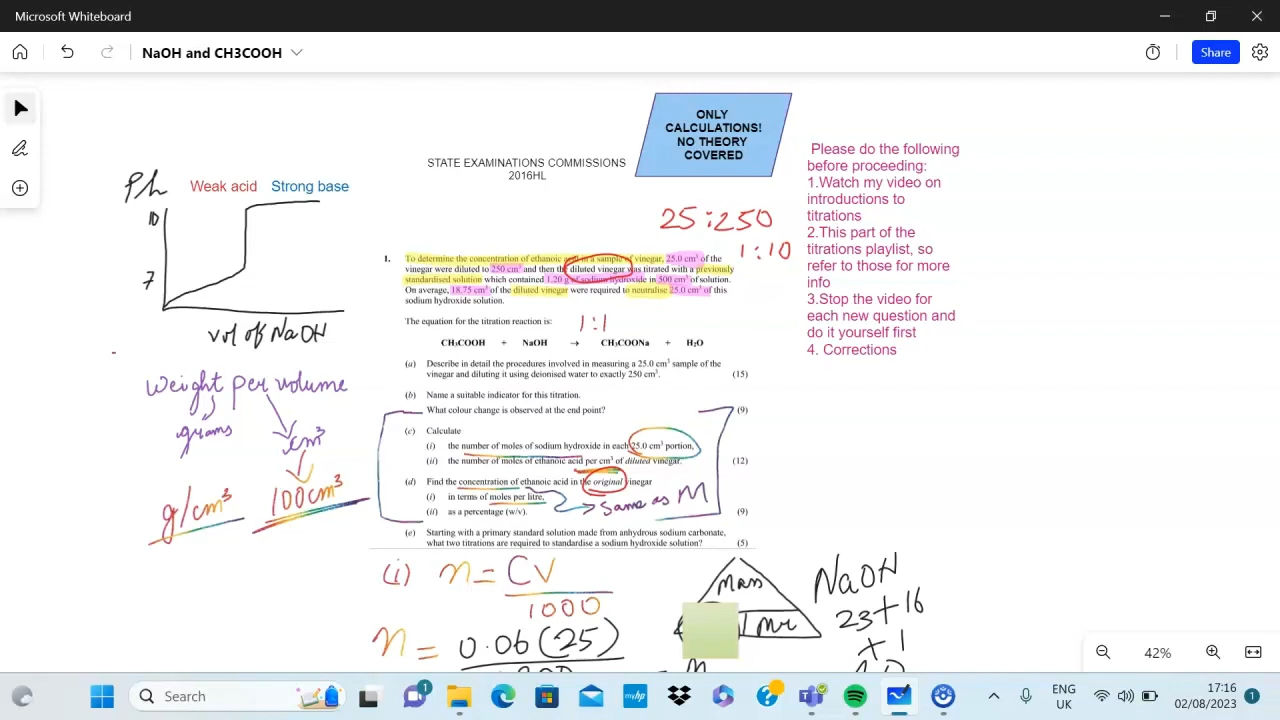 Microsoft Whiteboard
NaOH and CH3COOH
Share
ONLY
CALCULATIONS!
NO THEORY
COVERED
STATE EXAMINATIONS COMMISSIONS
2016HL
Please do the following
before proceeding:
1.Watch my video on
introductions to
titrations
2.This part of the
titrations playlist, so
refer to those for more
info
3.Stop the video for
each new question and
do it yourself first
4. Corrections
Ph
Weak acid Strong base
10
7
vol of NaOH
weight per volume
grams
cm³
g/cm³
100cm³
25:250
1:10
1. To determine the concentration of ethanoic acid in a sample of vinegar, 25.0 cm³ of the
vinegar were diluted to 250 cm³ and then the diluted vinegar was titrated with a previously
standardised solution which contained 1.20 g of sodium hydroxide in 500 cm³ of solution.
On average, 18.75 cm³ of the diluted vinegar were required to neutralise 25.0 cm³ of this
sodium hydroxide solution.
The equation for the titration reaction is:
1:1
CH₃COOH + NaOH → CH₃COONa + H₂O
(a) Describe in detail the procedures involved in measuring a 25.0 cm³ sample of the
vinegar and diluting it using deionised water to exactly 250 cm³. (15)
(b) Name a suitable indicator for this titration.
What colour change is observed at the end point? (9)
(c) Calculate
(i) the number of moles of sodium hydroxide in each 25.0 cm³ portion,
(ii) the number of moles of ethanoic acid per cm³ of diluted vinegar. (12)
(d) Find the concentration of ethanoic acid in the original vinegar
(i) in terms of moles per litre,
same as M
(ii) as a percentage (w/v). (9)
(e) Starting with a primary standard solution made from anhydrous sodium carbonate,
what two titrations are required to standardise a sodium hydroxide solution? (5)
(i) n = CV
1000
n = 0.06 (25)
mass
mr
NaOH
23+16
+ 1
42%
Search
1
ENG
UK
17:16
02/08/2023
1